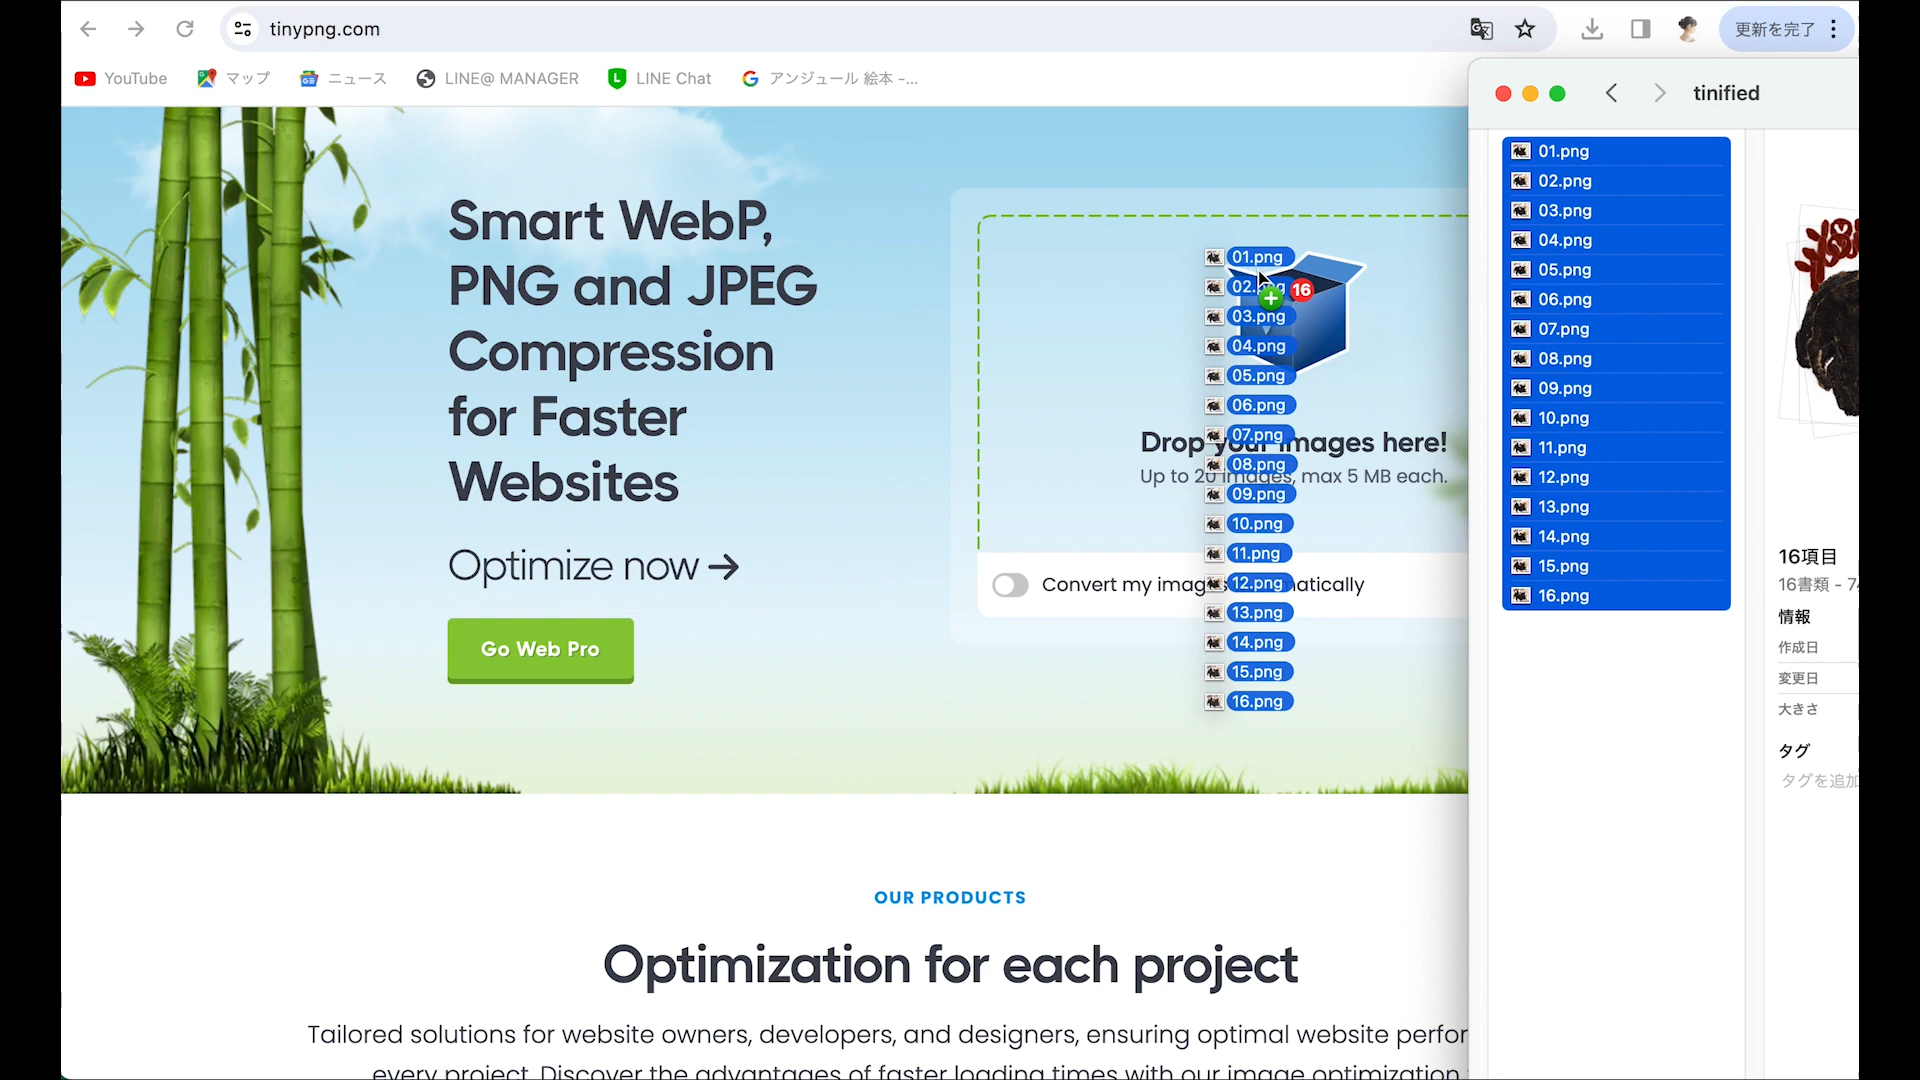 tinypng.com
更新を完了
YouTube
マップ
ニュース
LINE@ MANAGER
LINE Chat
アンジュール 絵本 -...
Smart WebP,
PNG and JPEG
Compression
for Faster
Websites
Optimize now →
Go Web Pro
01.png
02.png
16
03.png
04.png
05.png
06.png
07.png
08.png
09.png
10.png
11.png
12.png
13.png
14.png
15.png
16.png
Drop your images here!
Up to 20 images, max 5 MB each.
Convert my images automatically
OUR PRODUCTS
Optimization for each project
Tailored solutions for website owners, developers, and designers, ensuring optimal website perfor
every project. Discover the advantages of faster loading times with our image optimization
tinified
01.png
02.png
03.png
04.png
05.png
06.png
07.png
08.png
09.png
10.png
11.png
12.png
13.png
14.png
15.png
16.png
16項目
16書類 - 7
情報
作成日
変更日
大きさ
タグ
タグを追加